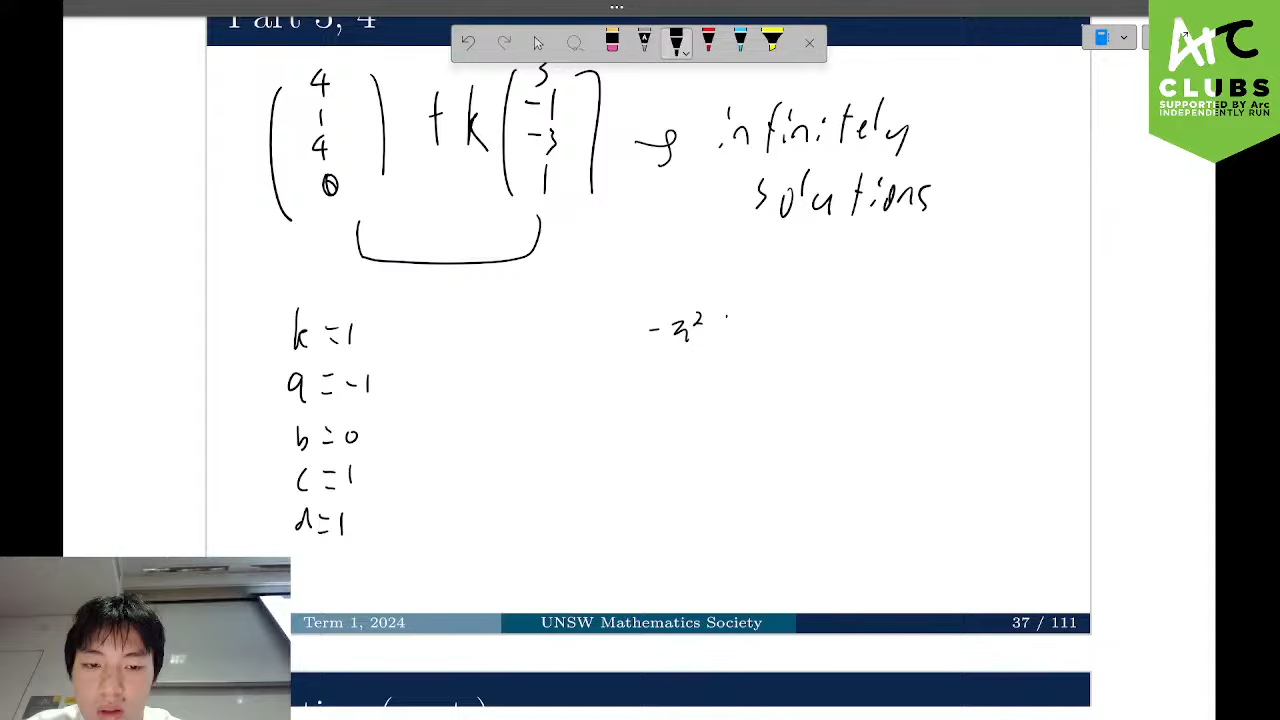 Part 3, 4
4
1
4
0
+ k
3
-1
-3
1
→ infinitely
solutions
k = 1
a = -1
b = 0
c = 1
d = 1
- z²
Term 1, 2024 UNSW Mathematics Society 37 / 111
Arc
CLUBS
SUPPORTED BY Arc
INDEPENDENTLY RUN